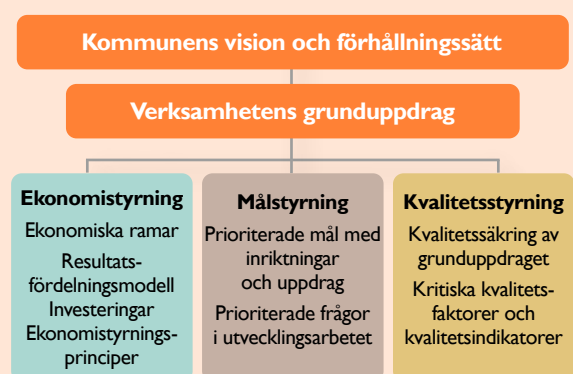 Kommunens vision och förhållningssätt
Verksamhetens grunduppdrag
Ekonomistyrning
Ekonomiska ramar
Resultats-
fördelningsmodell
Investeringar
Ekonomistyrnings-
principer
Målstyrning
Prioriterade mål med
inriktningar
och uppdrag
Prioriterade frågor
i utvecklingsarbetet
Kvalitetsstyrning
Kvalitetssäkring av
grunduppdraget
Kritiska kvalitets-
faktorer och
kvalitetsindikatorer